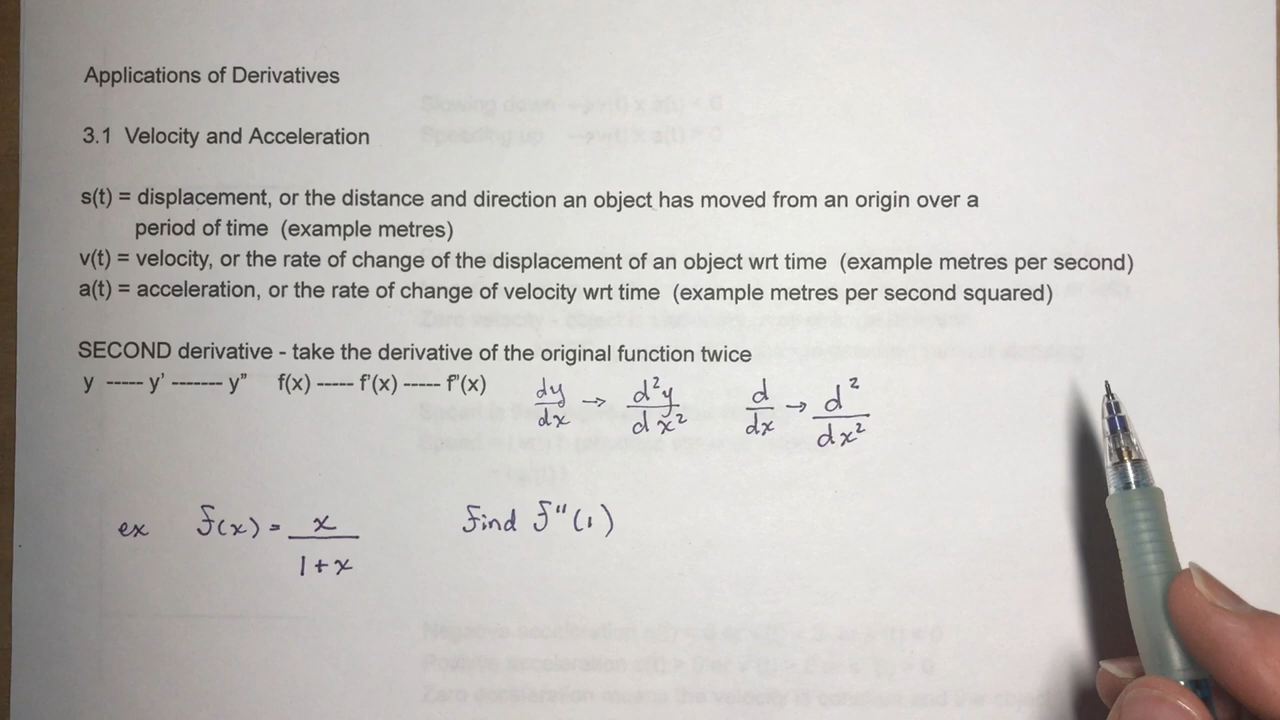 Applications of Derivatives
3.1 Velocity and Acceleration
s(t) = displacement, or the distance and direction an object has moved from an origin over a
period of time (example metres)
v(t) = velocity, or the rate of change of the displacement of an object wrt time (example metres per second)
a(t) = acceleration, or the rate of change of velocity wrt time (example metres per second squared)
SECOND derivative - take the derivative of the original function twice
y ----- y' ------- y" f(x) ----- f'(x) ----- f"(x) dy/dx → d²y/dx² d/dx → d²/dx²
ex f(x) = x/(1+x) Find f"(1)